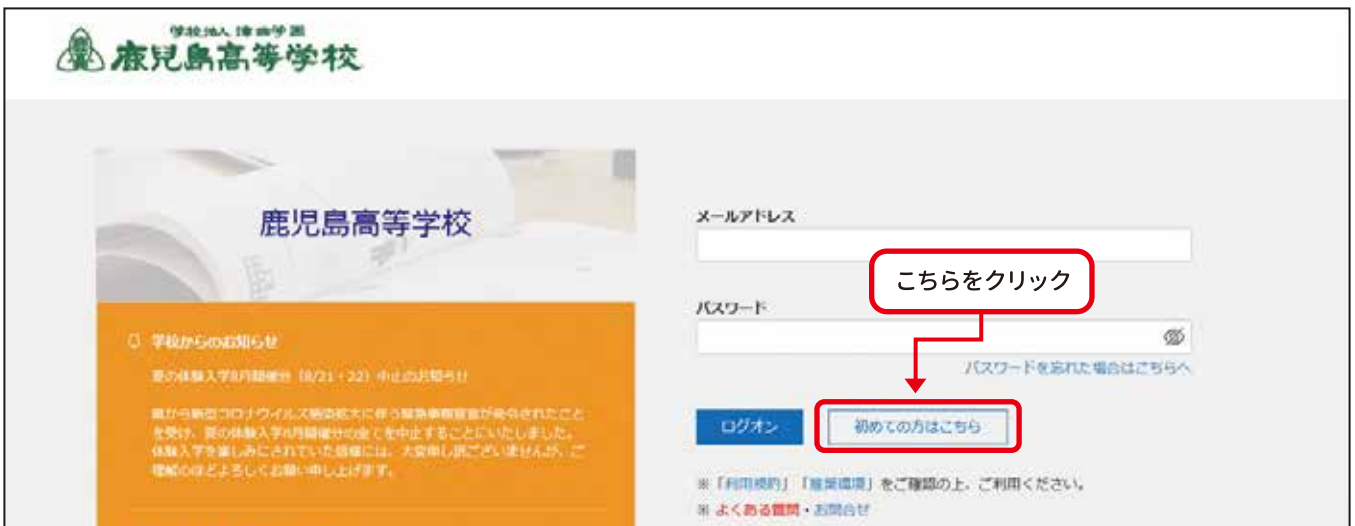 学校法人 津曲学園
鹿児島高等学校
鹿児島高等学校
学校からのお知らせ
夏の体験入学8月開催分（8/21・22）中止のお知らせ
県から新型コロナウイルス感染拡大に伴う緊急事態宣言が発令されたこと
を受け、夏の体験入学8月開催分の全てを中止することにいたしました。
体験入学を楽しみにされていた皆様には、大変申し訳ございませんが、ご
理解のほどよろしくお願い申し上げます。
メールアドレス
こちらをクリック
パスワード
パスワードを忘れた場合はこちらへ
ログオン
初めての方はこちら
※「利用規約」「推奨環境」をご確認の上、ご利用ください。
※ よくある質問・お問合せ